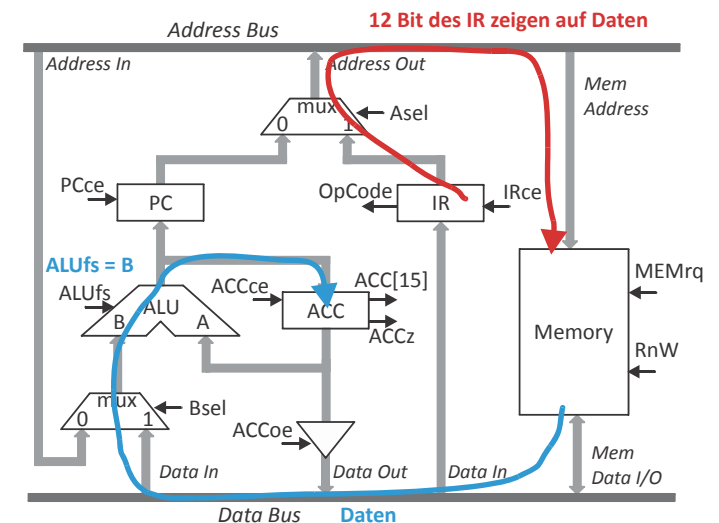 12 Bit des IR zeigen auf Daten
Address Bus
Address In
Address Out
Mem
Address
mux
0 1
Asel
PCce
PC
OpCode
IR
IRce
ALUfs = B
ALUfs
ALU
B A
ACCce
ACC
ACC[15]
ACCz
MEMrq
Memory
RnW
mux
0 1
Bsel
ACCoe
Data In
Data Out
Data In
Mem
Data I/O
Data Bus
Daten